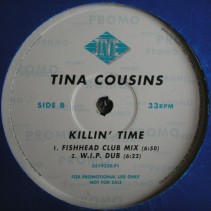 JIVE
TINA COUSINS
SIDE B
33RPM
KILLIN' TIME
1. FISHHEAD CLUB MIX (6:50)
2. W.I.P. DUB (6:22)
FOR PROMOTIONAL USE ONLY
NOT FOR SALE